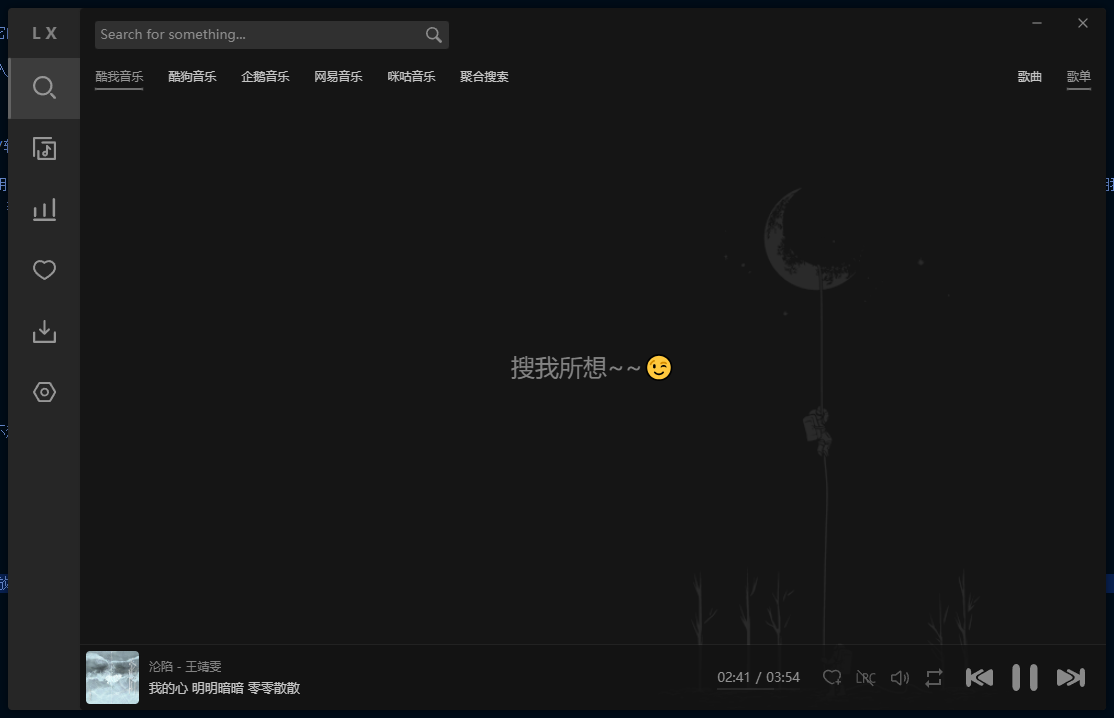 L X
Search for something...
酷我音乐 酷狗音乐 企鹅音乐 网易音乐 咪咕音乐 聚合搜索 歌曲 歌单
搜我所想~~😉
沦陷 - 王靖雯
我的心 明明暗暗 零零散散
02:41 / 03:54
LRC